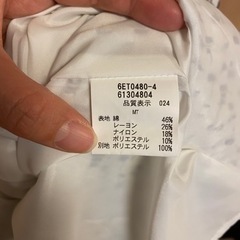 6ET0480-4
61304804
品質表示 024
MT
表地 綿 46%
レーヨン 26%
ナイロン 18%
ポリエステル 10%
別地 ポリエステル 100%